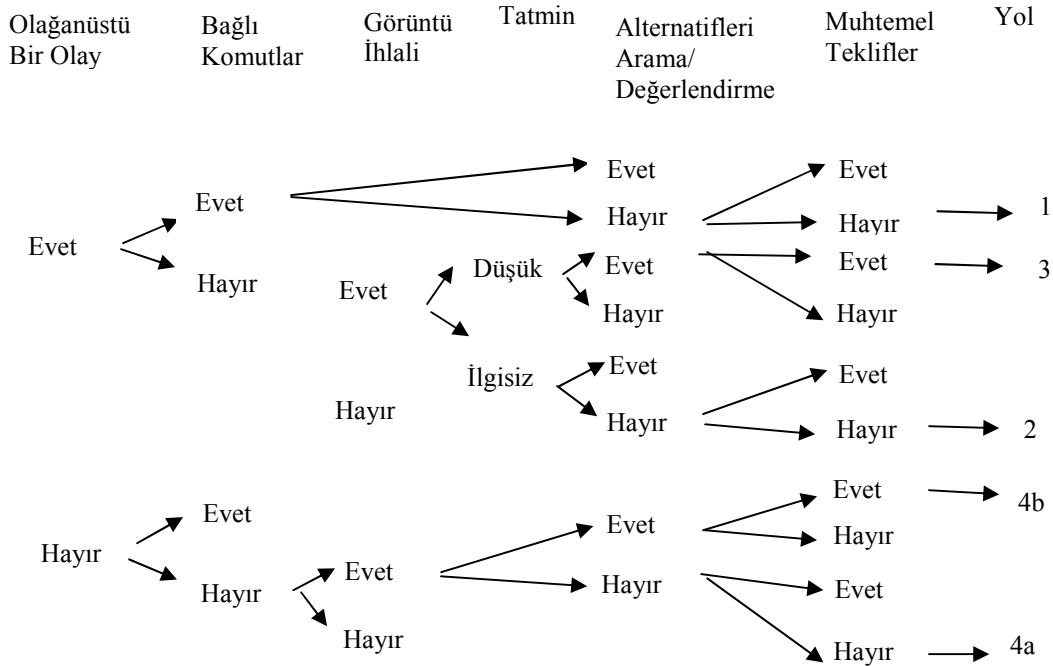 Olağanüstü
Bir Olay
Bağlı
Komutlar
Görüntü
İhlali
Tatmin
Alternatifleri
Arama/
Değerlendirme
Muhtemel
Teklifler
Yol
Evet
Evet
Evet
Hayır
Hayır
1
Evet
Hayır
Evet
Düşük
Evet
Evet
3
Hayır
Hayır
Hayır
İlgisiz
Evet
Evet
Hayır
Hayır
2
Hayır
Evet
Evet
Evet
4b
Hayır
Hayır
Evet
Hayır
Evet
Hayır
Hayır
4a